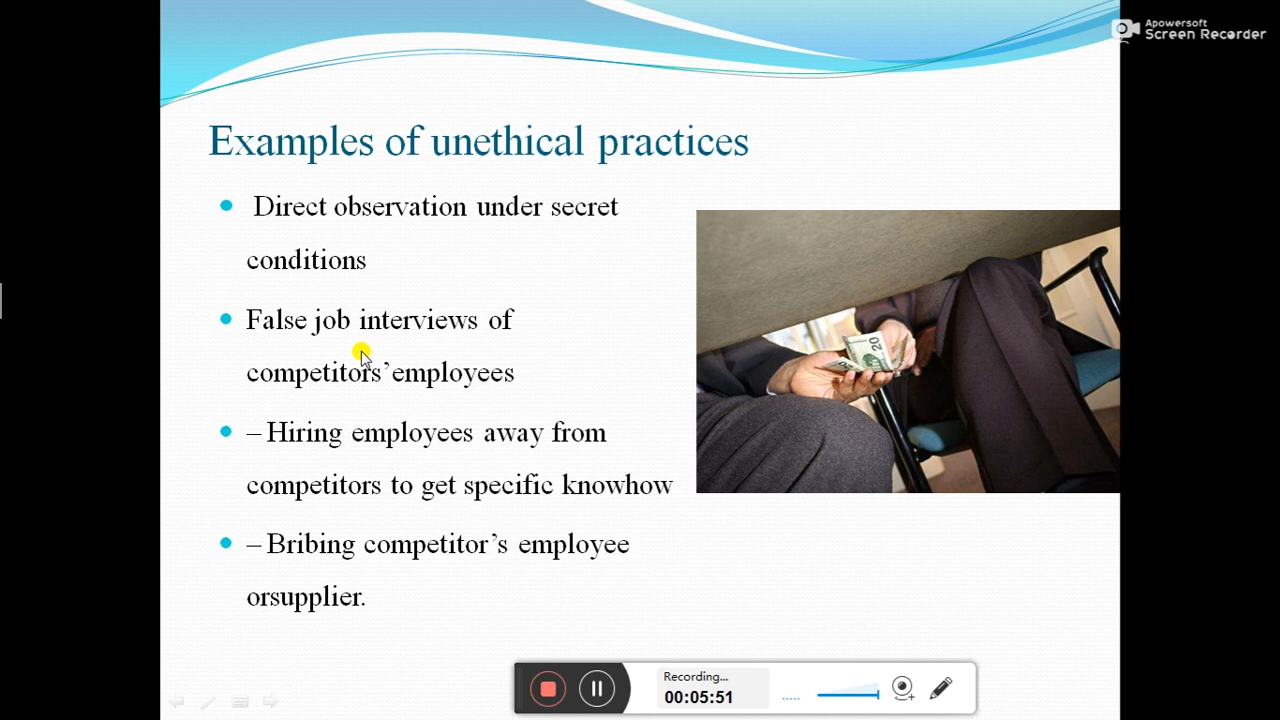 Apowersoft
Screen Recorder
Examples of unethical practices
Direct observation under secret
conditions
False job interviews of
competitors’employees
– Hiring employees away from
competitors to get specific knowhow
– Bribing competitor’s employee
orsupplier.
20
Recording...
00:05:51